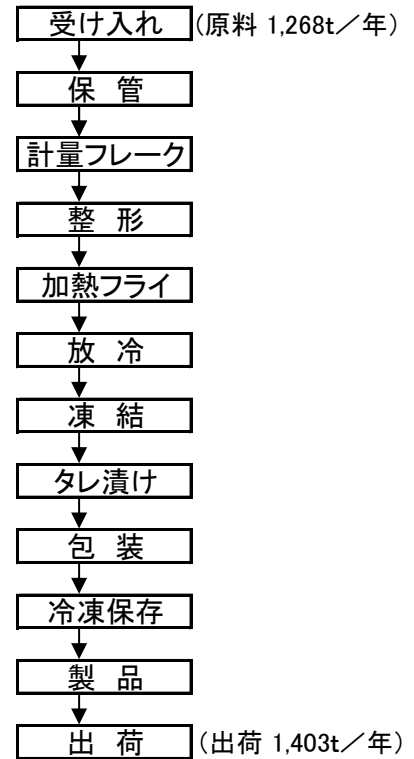 受け入れ (原料 1,268t／年)
保 管
計量フレーク
整 形
加熱フライ
放 冷
凍 結
タレ漬け
包 装
冷凍保存
製 品
出 荷 (出荷 1,403t／年)